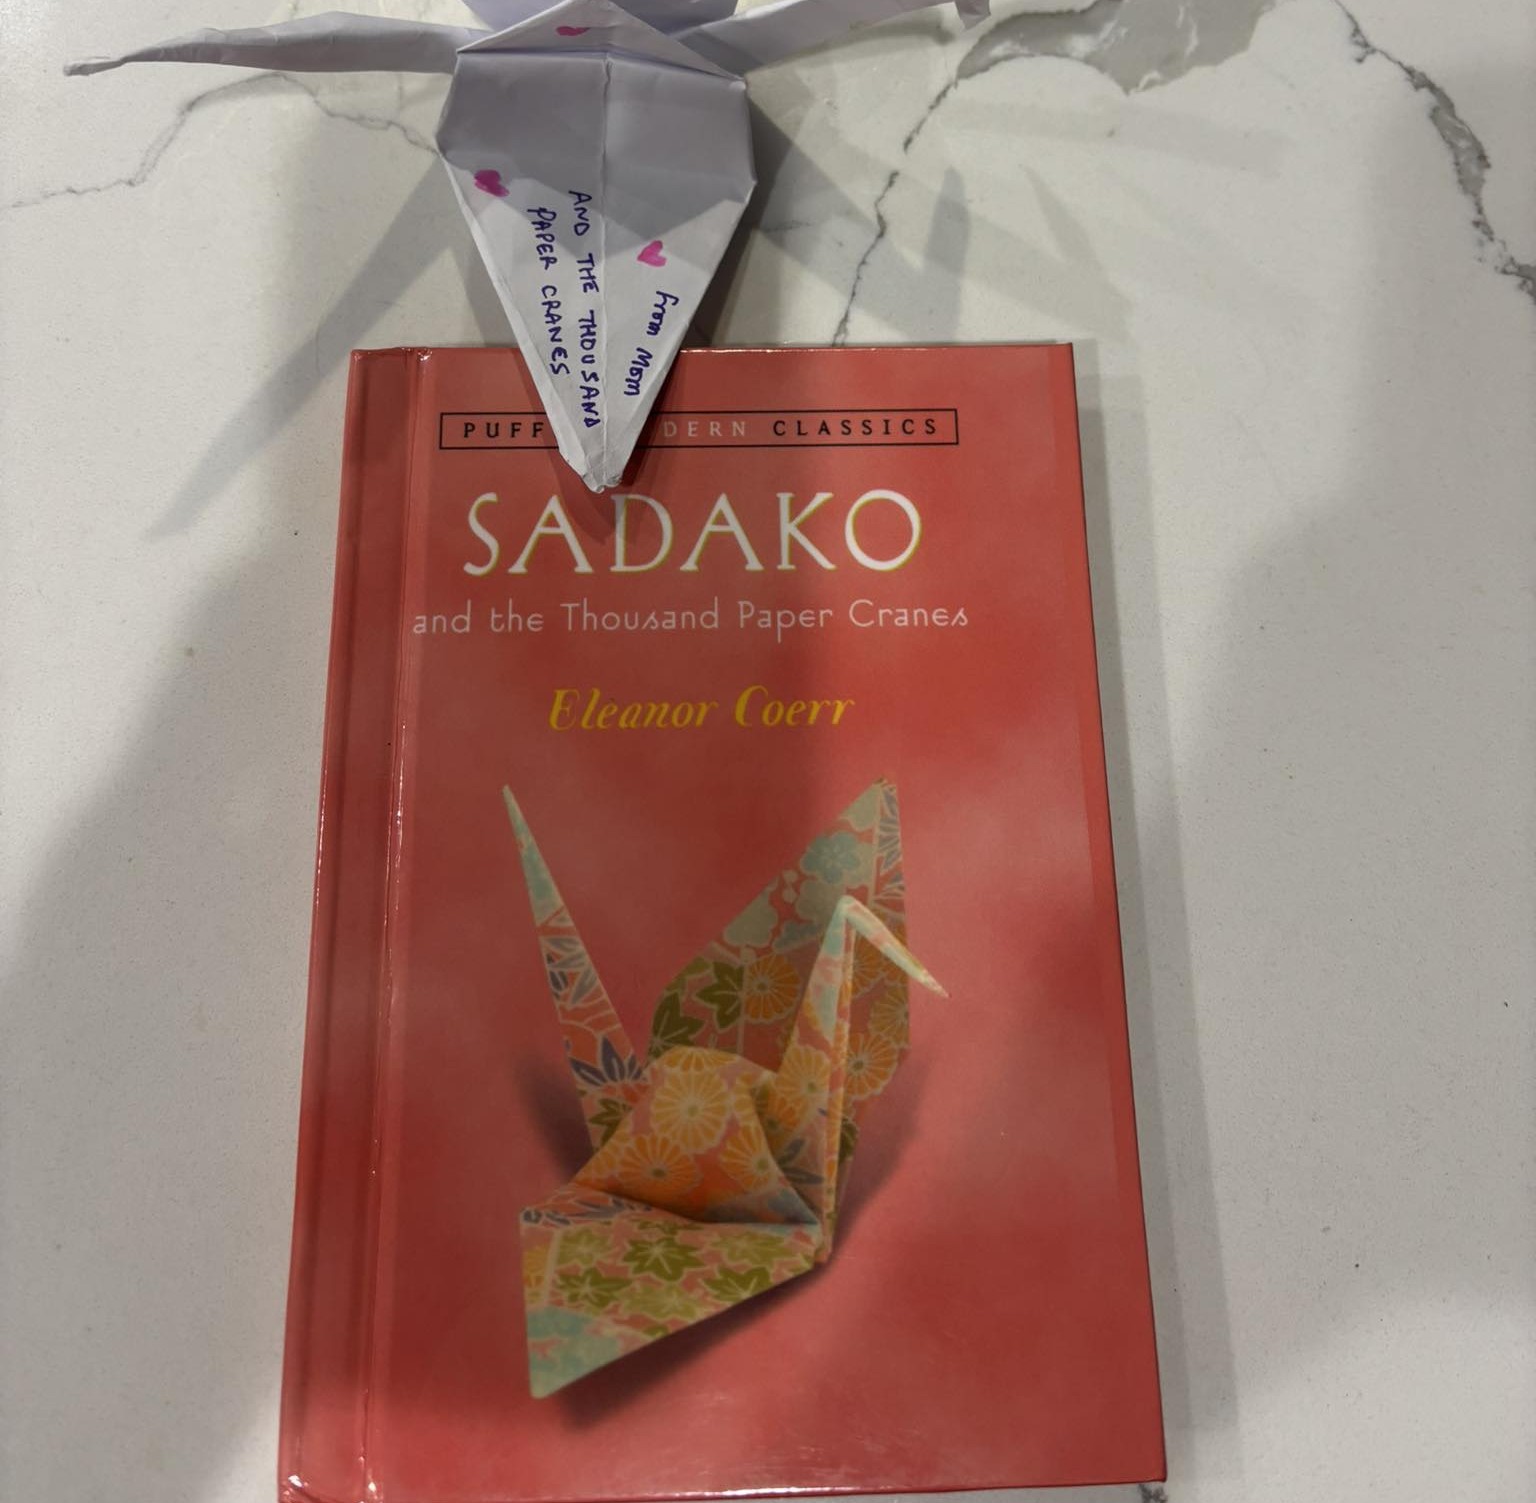 AND THE THOUSAND
PAPER CRANES
from Mom
PUFF DERN CLASSICS
SADAKO
and the Thousand Paper Cranes
Eleanor Coerr